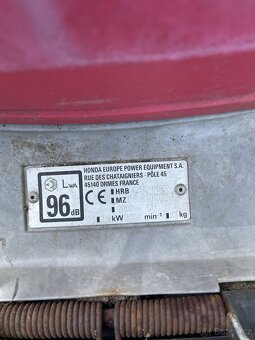 HONDA EUROPE POWER EQUIPMENT S.A
RUE DES CHATAIGNIERS - PÔLE 45
45140 ORMES FRANCE
LWA
96 dB
CE
HRB
MZ
kW min⁻¹ kg